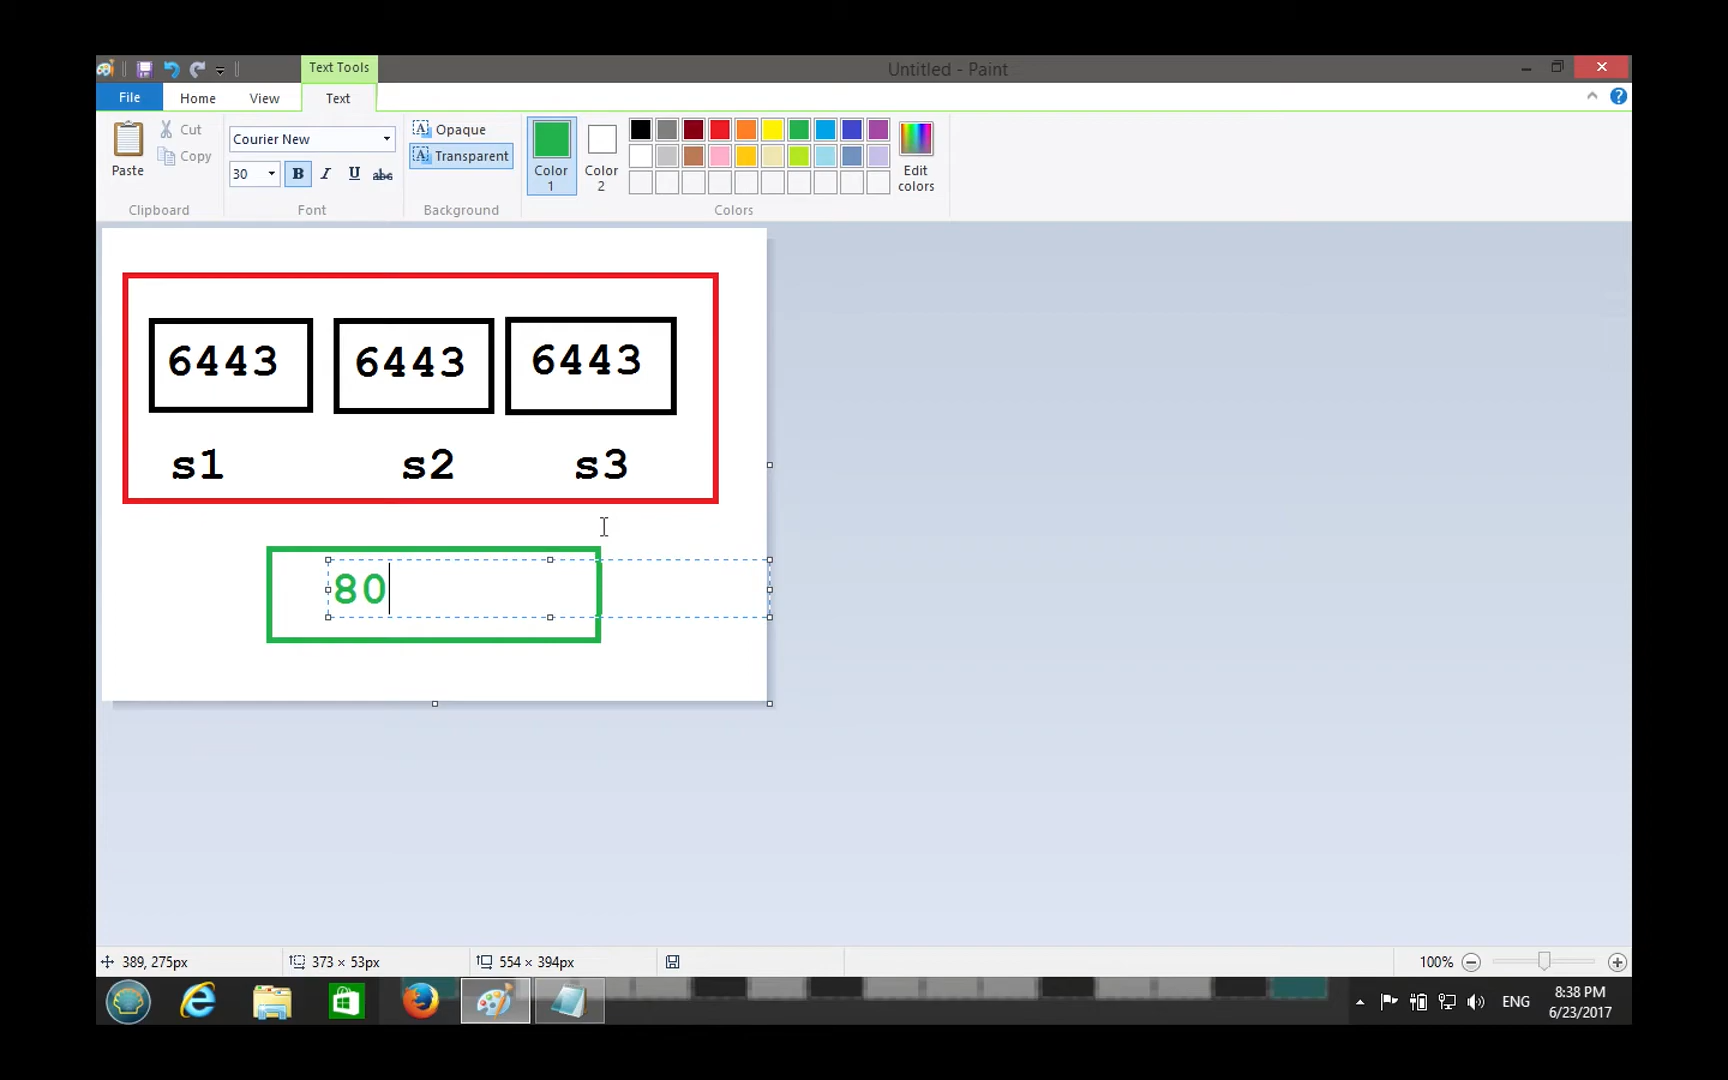 Text Tools
Untitled - Paint
File Home View Text
Paste
Cut
Copy
Clipboard
Courier New
30 B I U abc
Font
Opaque
Transparent
Background
Color 1
Color 2
Edit colors
Colors
6443 6443 6443
s1 s2 s3
80
389, 275px 373 × 53px 554 × 394px 100%
ENG
8:38 PM
6/23/2017